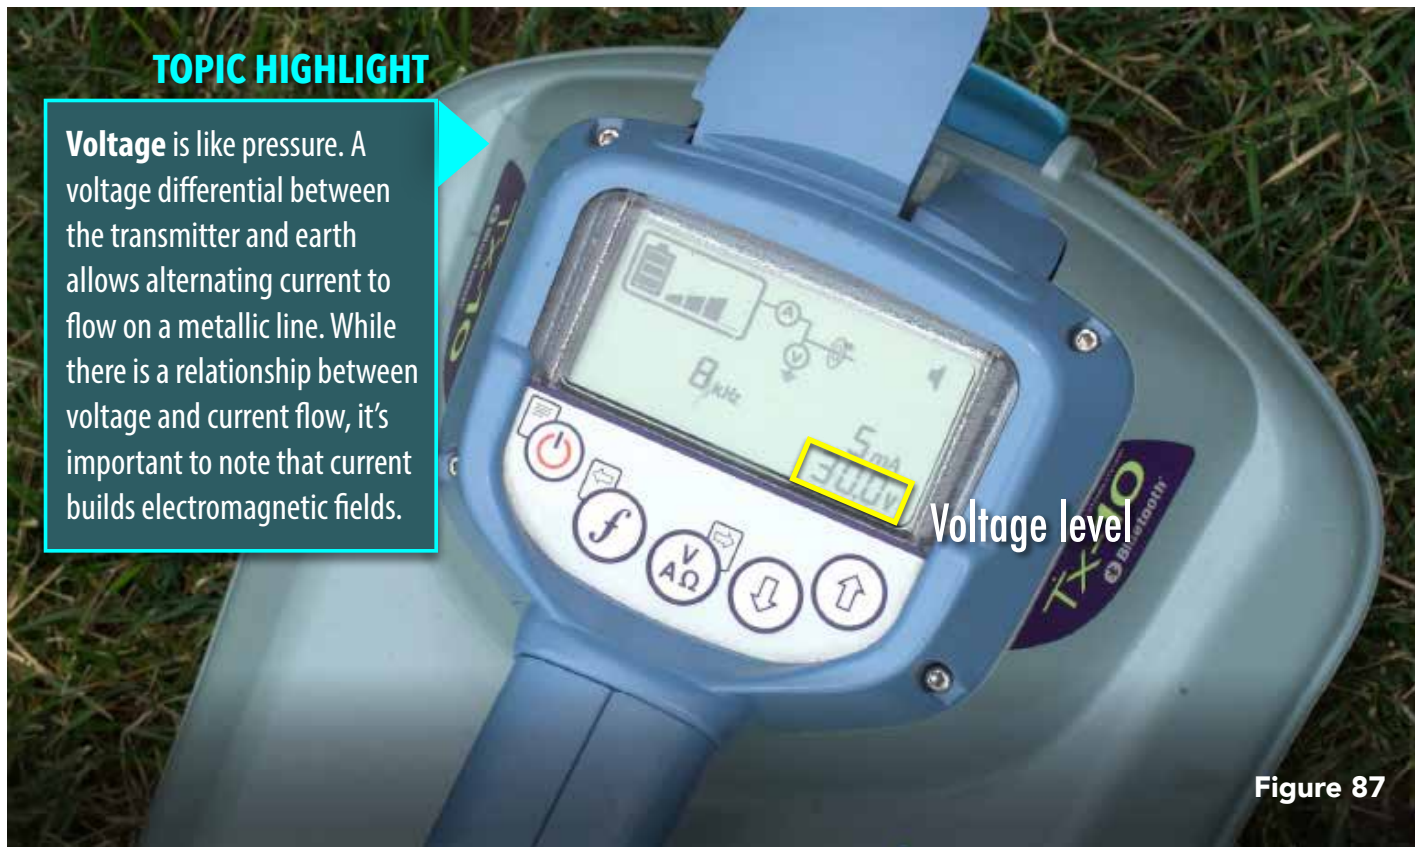 TOPIC HIGHLIGHT
Voltage is like pressure. A
voltage differential between
the transmitter and earth
allows alternating current to
flow on a metallic line. While
there is a relationship between
voltage and current flow, it’s
important to note that current
builds electromagnetic fields.
A
V
8kHz
5mA
30.0v
Voltage level
f
V
AΩ
Tx-10
Bluetooth
Tx-10
Figure 87